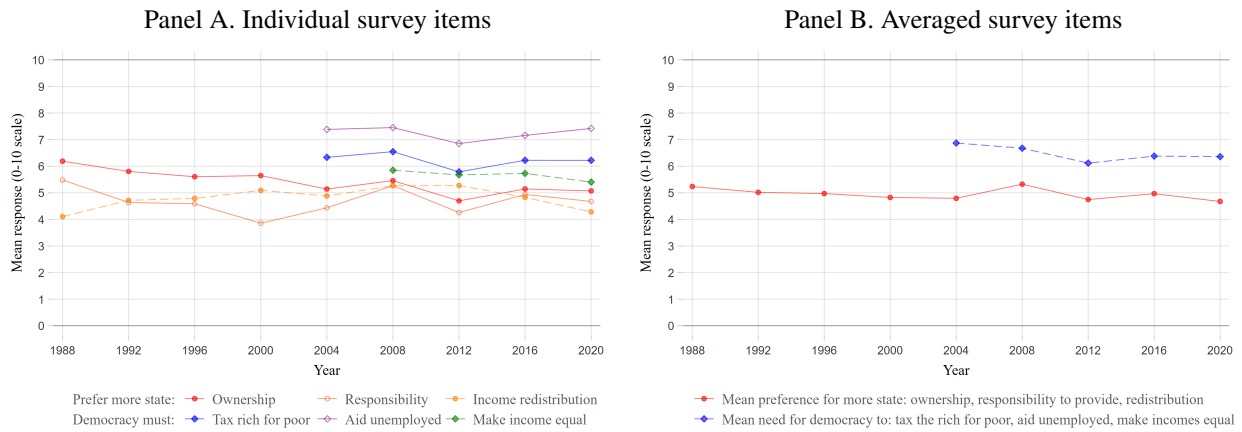 Panel A. Individual survey items
Mean response (0-10 scale)
10
9
8
7
6
5
4
3
2
1
0
1988 1992 1996 2000 2004 2008 2012 2016 2020
Year
Prefer more state: Ownership Responsibility Income redistribution
Democracy must: Tax rich for poor Aid unemployed Make income equal
Panel B. Averaged survey items
Mean response (0-10 scale)
10
9
8
7
6
5
4
3
2
1
0
1988 1992 1996 2000 2004 2008 2012 2016 2020
Year
Mean preference for more state: ownership, responsibility to provide, redistribution
Mean need for democracy to: tax the rich for poor, aid unemployed, make incomes equal